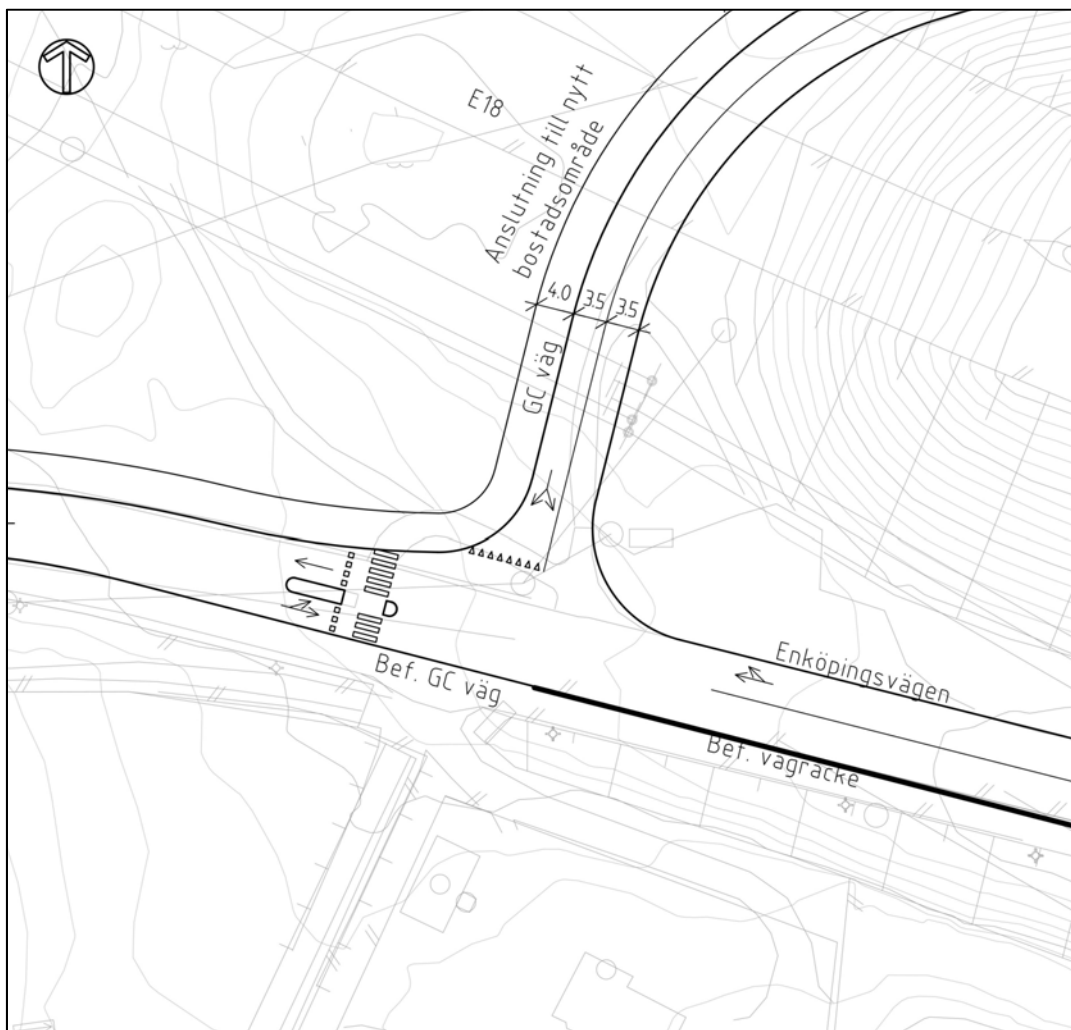 E18
Anslutning till nytt
bostadsområde
4.0 3.5 3.5
GC väg
Enköpingsvägen
Bef. GC väg
Bef. vägräcke